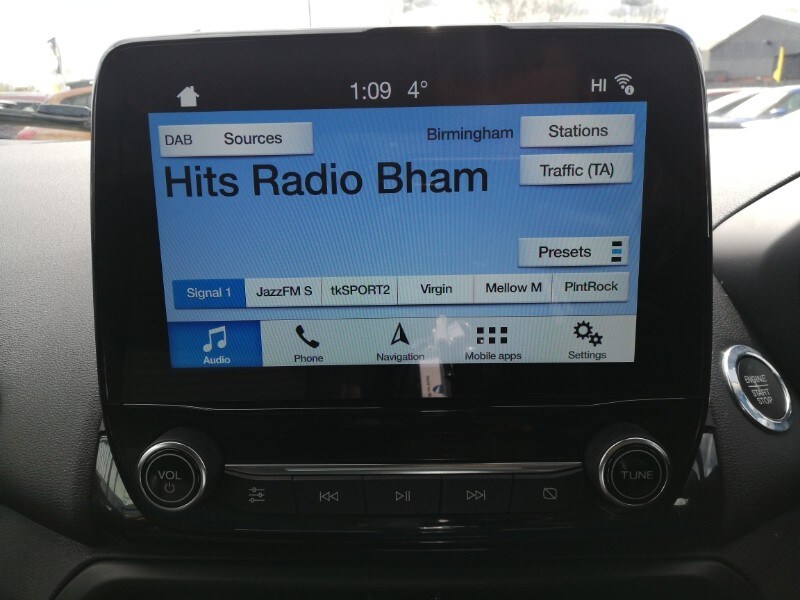 1:09 4° HI
DAB Sources Birmingham Stations
Hits Radio Bham Traffic (TA)
Presets
Signal 1 JazzFM S tkSPORT2 Virgin Mellow M PlntRock
Audio Phone Navigation Mobile apps Settings
ENGINE
START
STOP
VOL TUNE